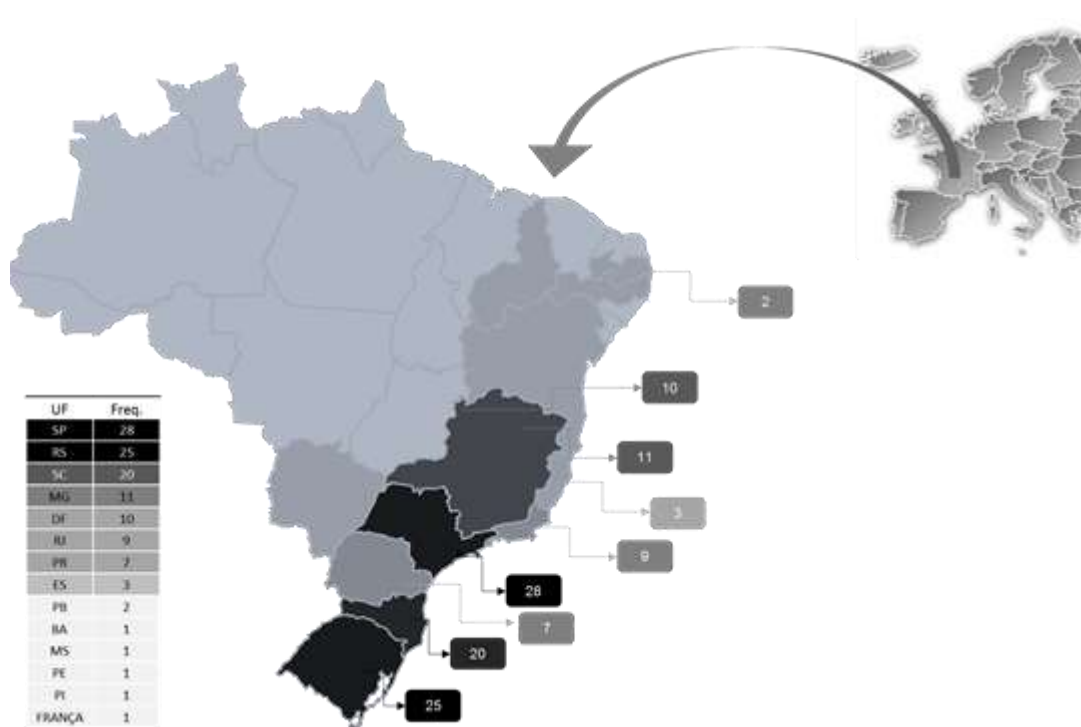 2
10
11
3
9
28
7
20
25
UF Freq.
SP 28
RS 25
SC 20
MG 11
DF 10
RJ 9
PR 7
ES 3
PB 2
BA 1
MS 1
PE 1
PI 1
FRANÇA 1